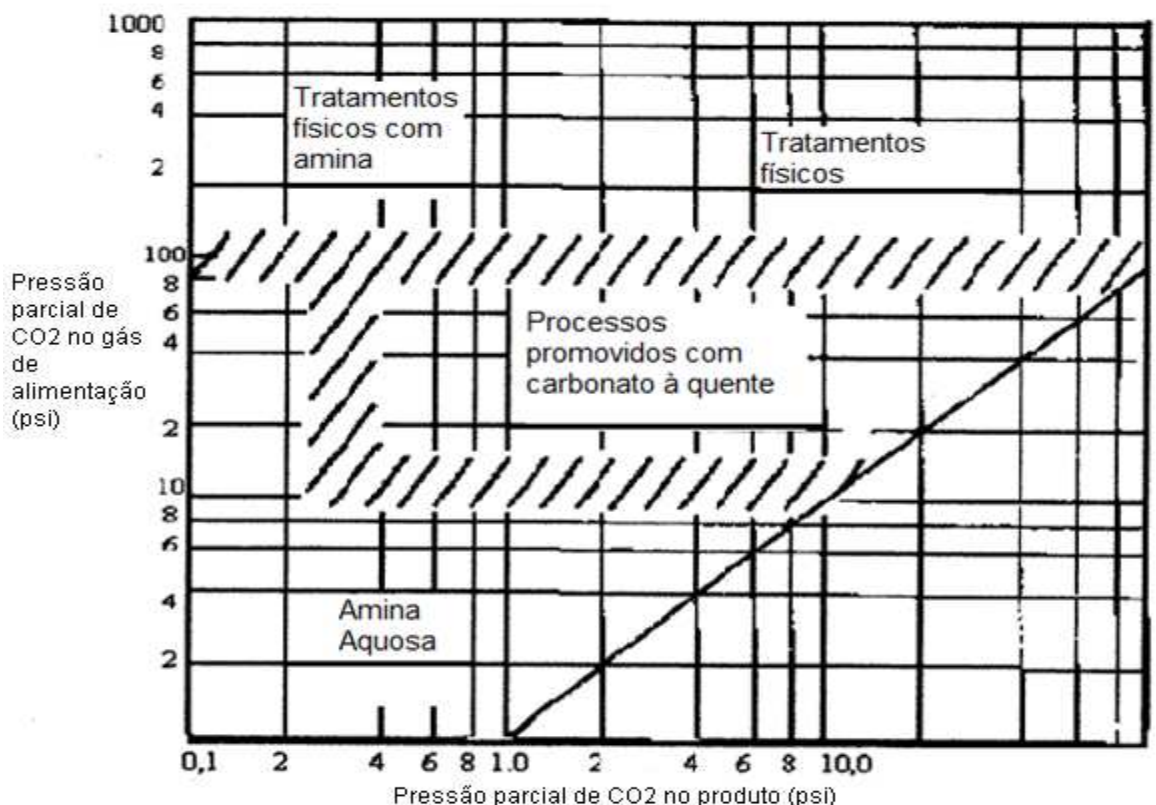 1000
8
6
4
2
100
8
6
4
2
10
8
6
4
2
Pressão
parcial de
CO2 no gás
de
alimentação
(psi)
Tratamentos
físicos com
amina
Tratamentos
físicos
Processos
promovidos com
carbonato à quente
Amina
Aquosa
0,1 2 4 6 8 1.0 2 4 6 8 10,0
Pressão parcial de CO2 no produto (psi)